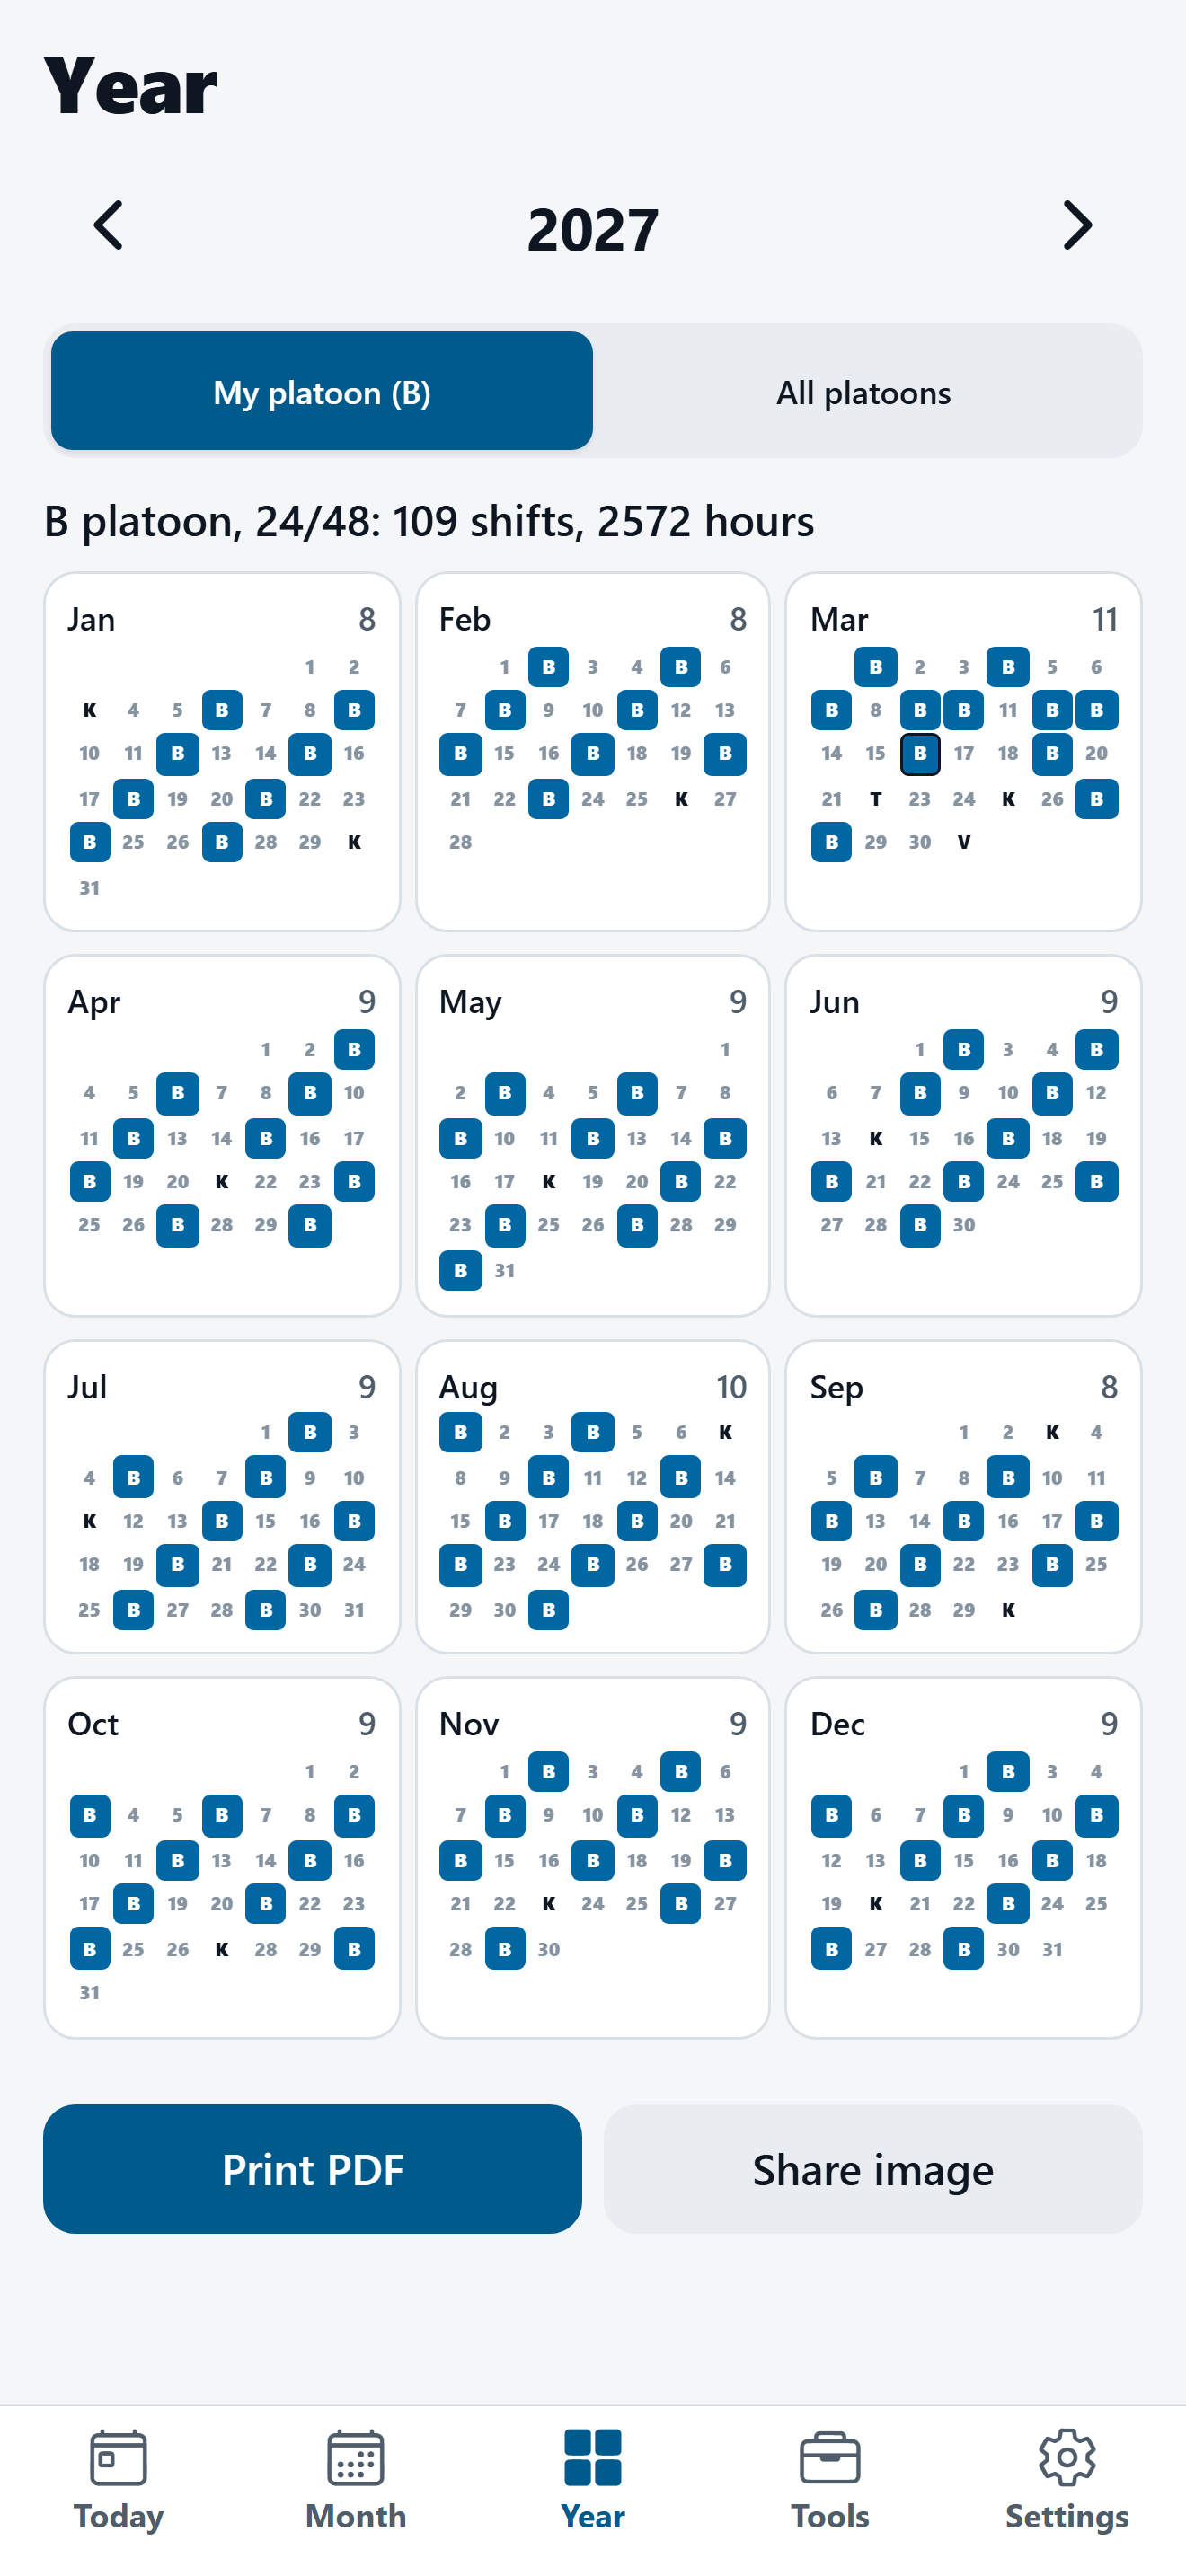 Year
2027
My platoon (B) All platoons
B platoon, 24/48: 109 shifts, 2572 hours
Jan 8
1 2
K 4 5 B 7 8 B
10 11 B 13 14 B 16
17 B 19 20 B 22 23
B 25 26 B 28 29 K
31
Feb 8
1 B 3 4 B 6
7 B 9 10 B 12 13
B 15 16 B 18 19 B
21 22 B 24 25 K 27
28
Mar 11
B 2 3 B 5 6
B 8 B B 11 B B
14 15 B 17 18 B 20
21 T 23 24 K 26 B
B 29 30 V
Apr 9
1 2 B
4 5 B 7 8 B 10
11 B 13 14 B 16 17
B 19 20 K 22 23 B
25 26 B 28 29 B
May 9
1
2 B 4 5 B 7 8
B 10 11 B 13 14 B
16 17 K 19 20 B 22
23 B 25 26 B 28 29
B 31
Jun 9
1 B 3 4 B
6 7 B 9 10 B 12
13 K 15 16 B 18 19
B 21 22 B 24 25 B
27 28 B 30
Jul 9
1 B 3
4 B 6 7 B 9 10
K 12 13 B 15 16 B
18 19 B 21 22 B 24
25 B 27 28 B 30 31
Aug 10
B 2 3 B 5 6 K
8 9 B 11 12 B 14
15 B 17 18 B 20 21
B 23 24 B 26 27 B
29 30 B
Sep 8
1 2 K 4
5 B 7 8 B 10 11
B 13 14 B 16 17 B
19 20 B 22 23 B 25
26 B 28 29 K
Oct 9
1 2
B 4 5 B 7 8 B
10 11 B 13 14 B 16
17 B 19 20 B 22 23
B 25 26 K 28 29 B
31
Nov 9
1 B 3 4 B 6
7 B 9 10 B 12 13
B 15 16 B 18 19 B
21 22 K 24 25 B 27
28 B 30
Dec 9
1 B 3 4
B 6 7 B 9 10 B
12 13 B 15 16 B 18
19 K 21 22 B 24 25
B 27 28 B 30 31
Print PDF Share image
Today Month Year Tools Settings